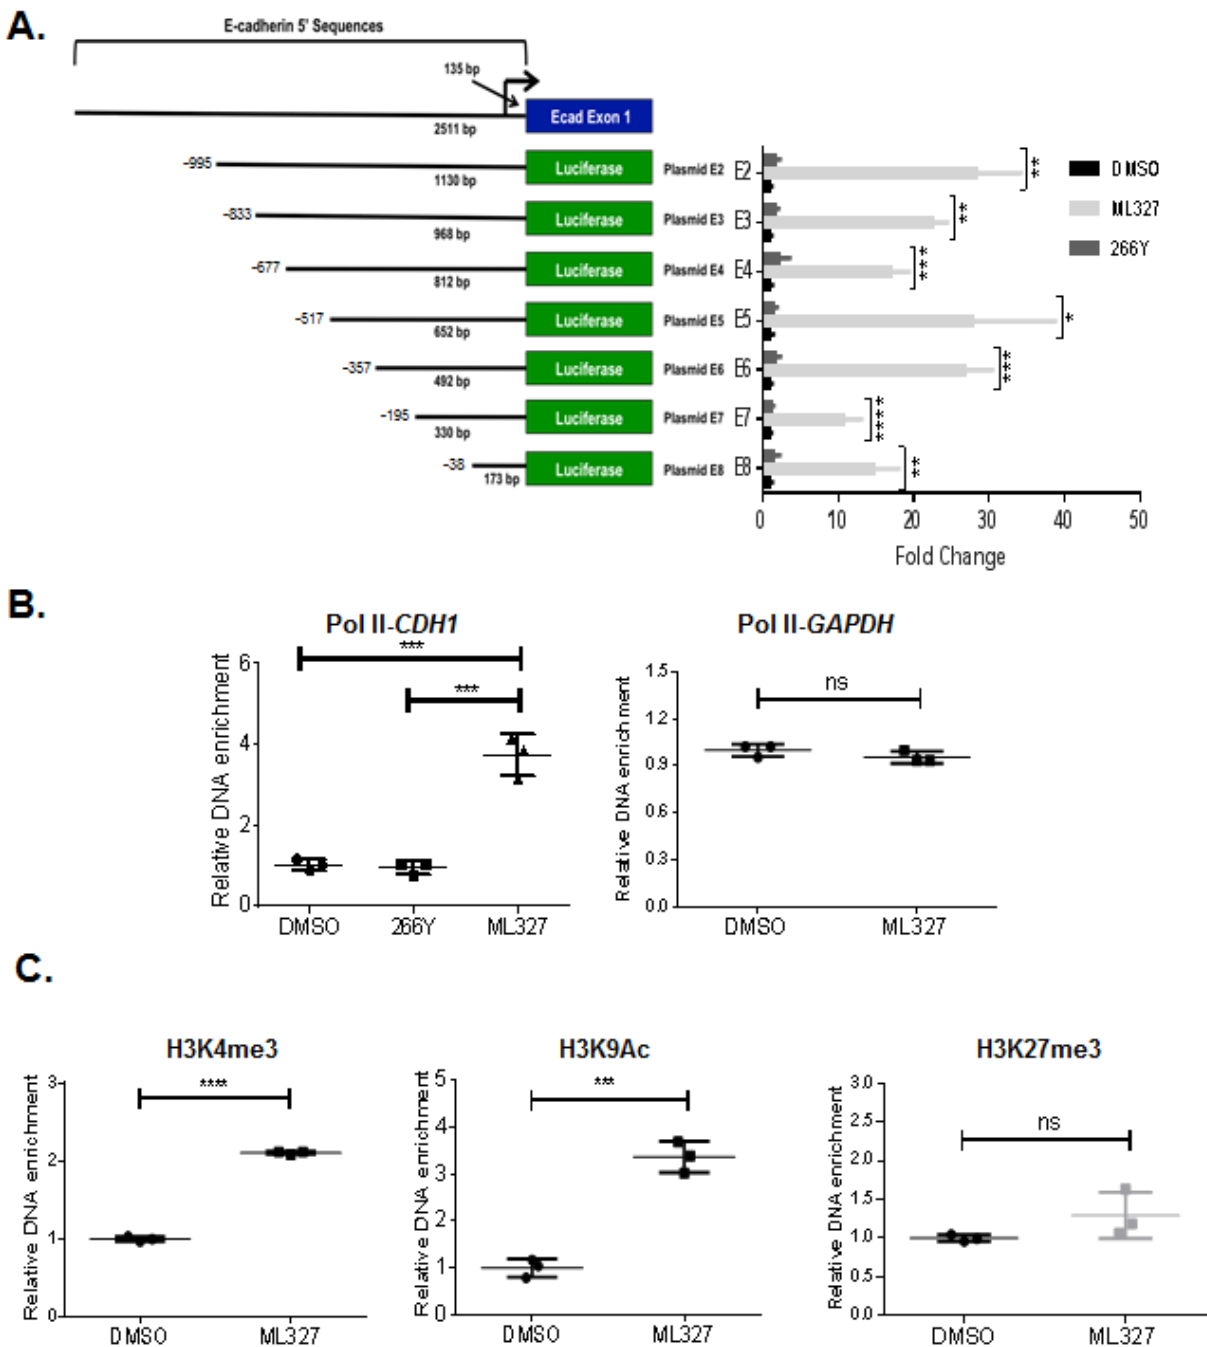 A.
E-cadherin 5' Sequences
135 bp
2511 bp
Ecad Exon 1
-995
1130 bp
Luciferase
Plasmid E2
E2
**
-833
968 bp
Luciferase
Plasmid E3
E3
**
-677
812 bp
Luciferase
Plasmid E4
E4
***
-517
652 bp
Luciferase
Plasmid E5
E5
*
-357
492 bp
Luciferase
Plasmid E6
E6
***
-195
330 bp
Luciferase
Plasmid E7
E7
****
-38
173 bp
Luciferase
Plasmid E8
E8
**
DMSO
ML327
266Y
0 10 20 30 40 50
Fold Change
B.
Pol II-CDH1
Relative DNA enrichment
6
4
2
0
***
***
DMSO 266Y ML327
Pol II-GAPDH
Relative DNA enrichment
1.5
1.2
0.9
0.6
0.3
0.0
ns
DMSO ML327
C.
H3K4me3
Relative DNA enrichment
3
2
1
0
****
DMSO ML327
H3K9Ac
Relative DNA enrichment
5
4
3
2
1
0
***
DMSO ML327
H3K27me3
Relative DNA enrichment
3.0
2.5
2.0
1.5
1.0
0.5
0.0
ns
DMSO ML327